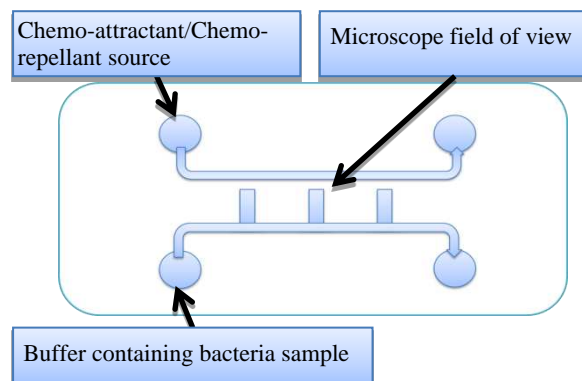 Chemo-attractant/Chemo-
repellant source
Microscope field of view
Buffer containing bacteria sample